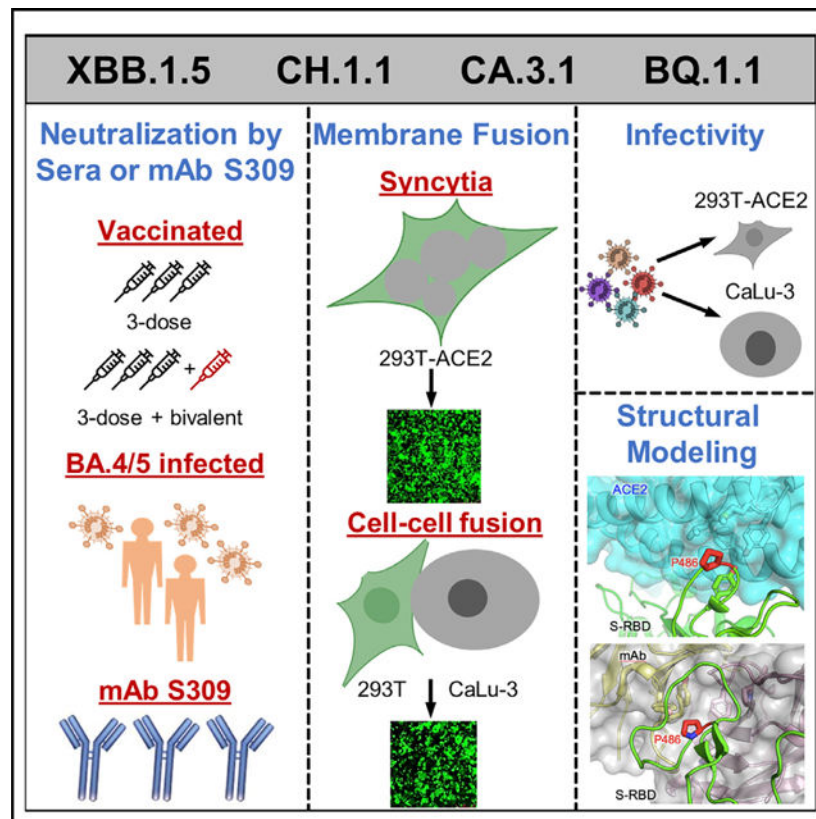 XBB.1.5 CH.1.1 CA.3.1 BQ.1.1
Neutralization by
Sera or mAb S309
Vaccinated
3-dose
+
3-dose + bivalent
BA.4/5 infected
mAb S309
Membrane Fusion
Syncytia
293T-ACE2
Cell-cell fusion
293T CaLu-3
Infectivity
293T-ACE2
CaLu-3
Structural
Modeling
ACE2
P486
S-RBD
mAb
P486
S-RBD